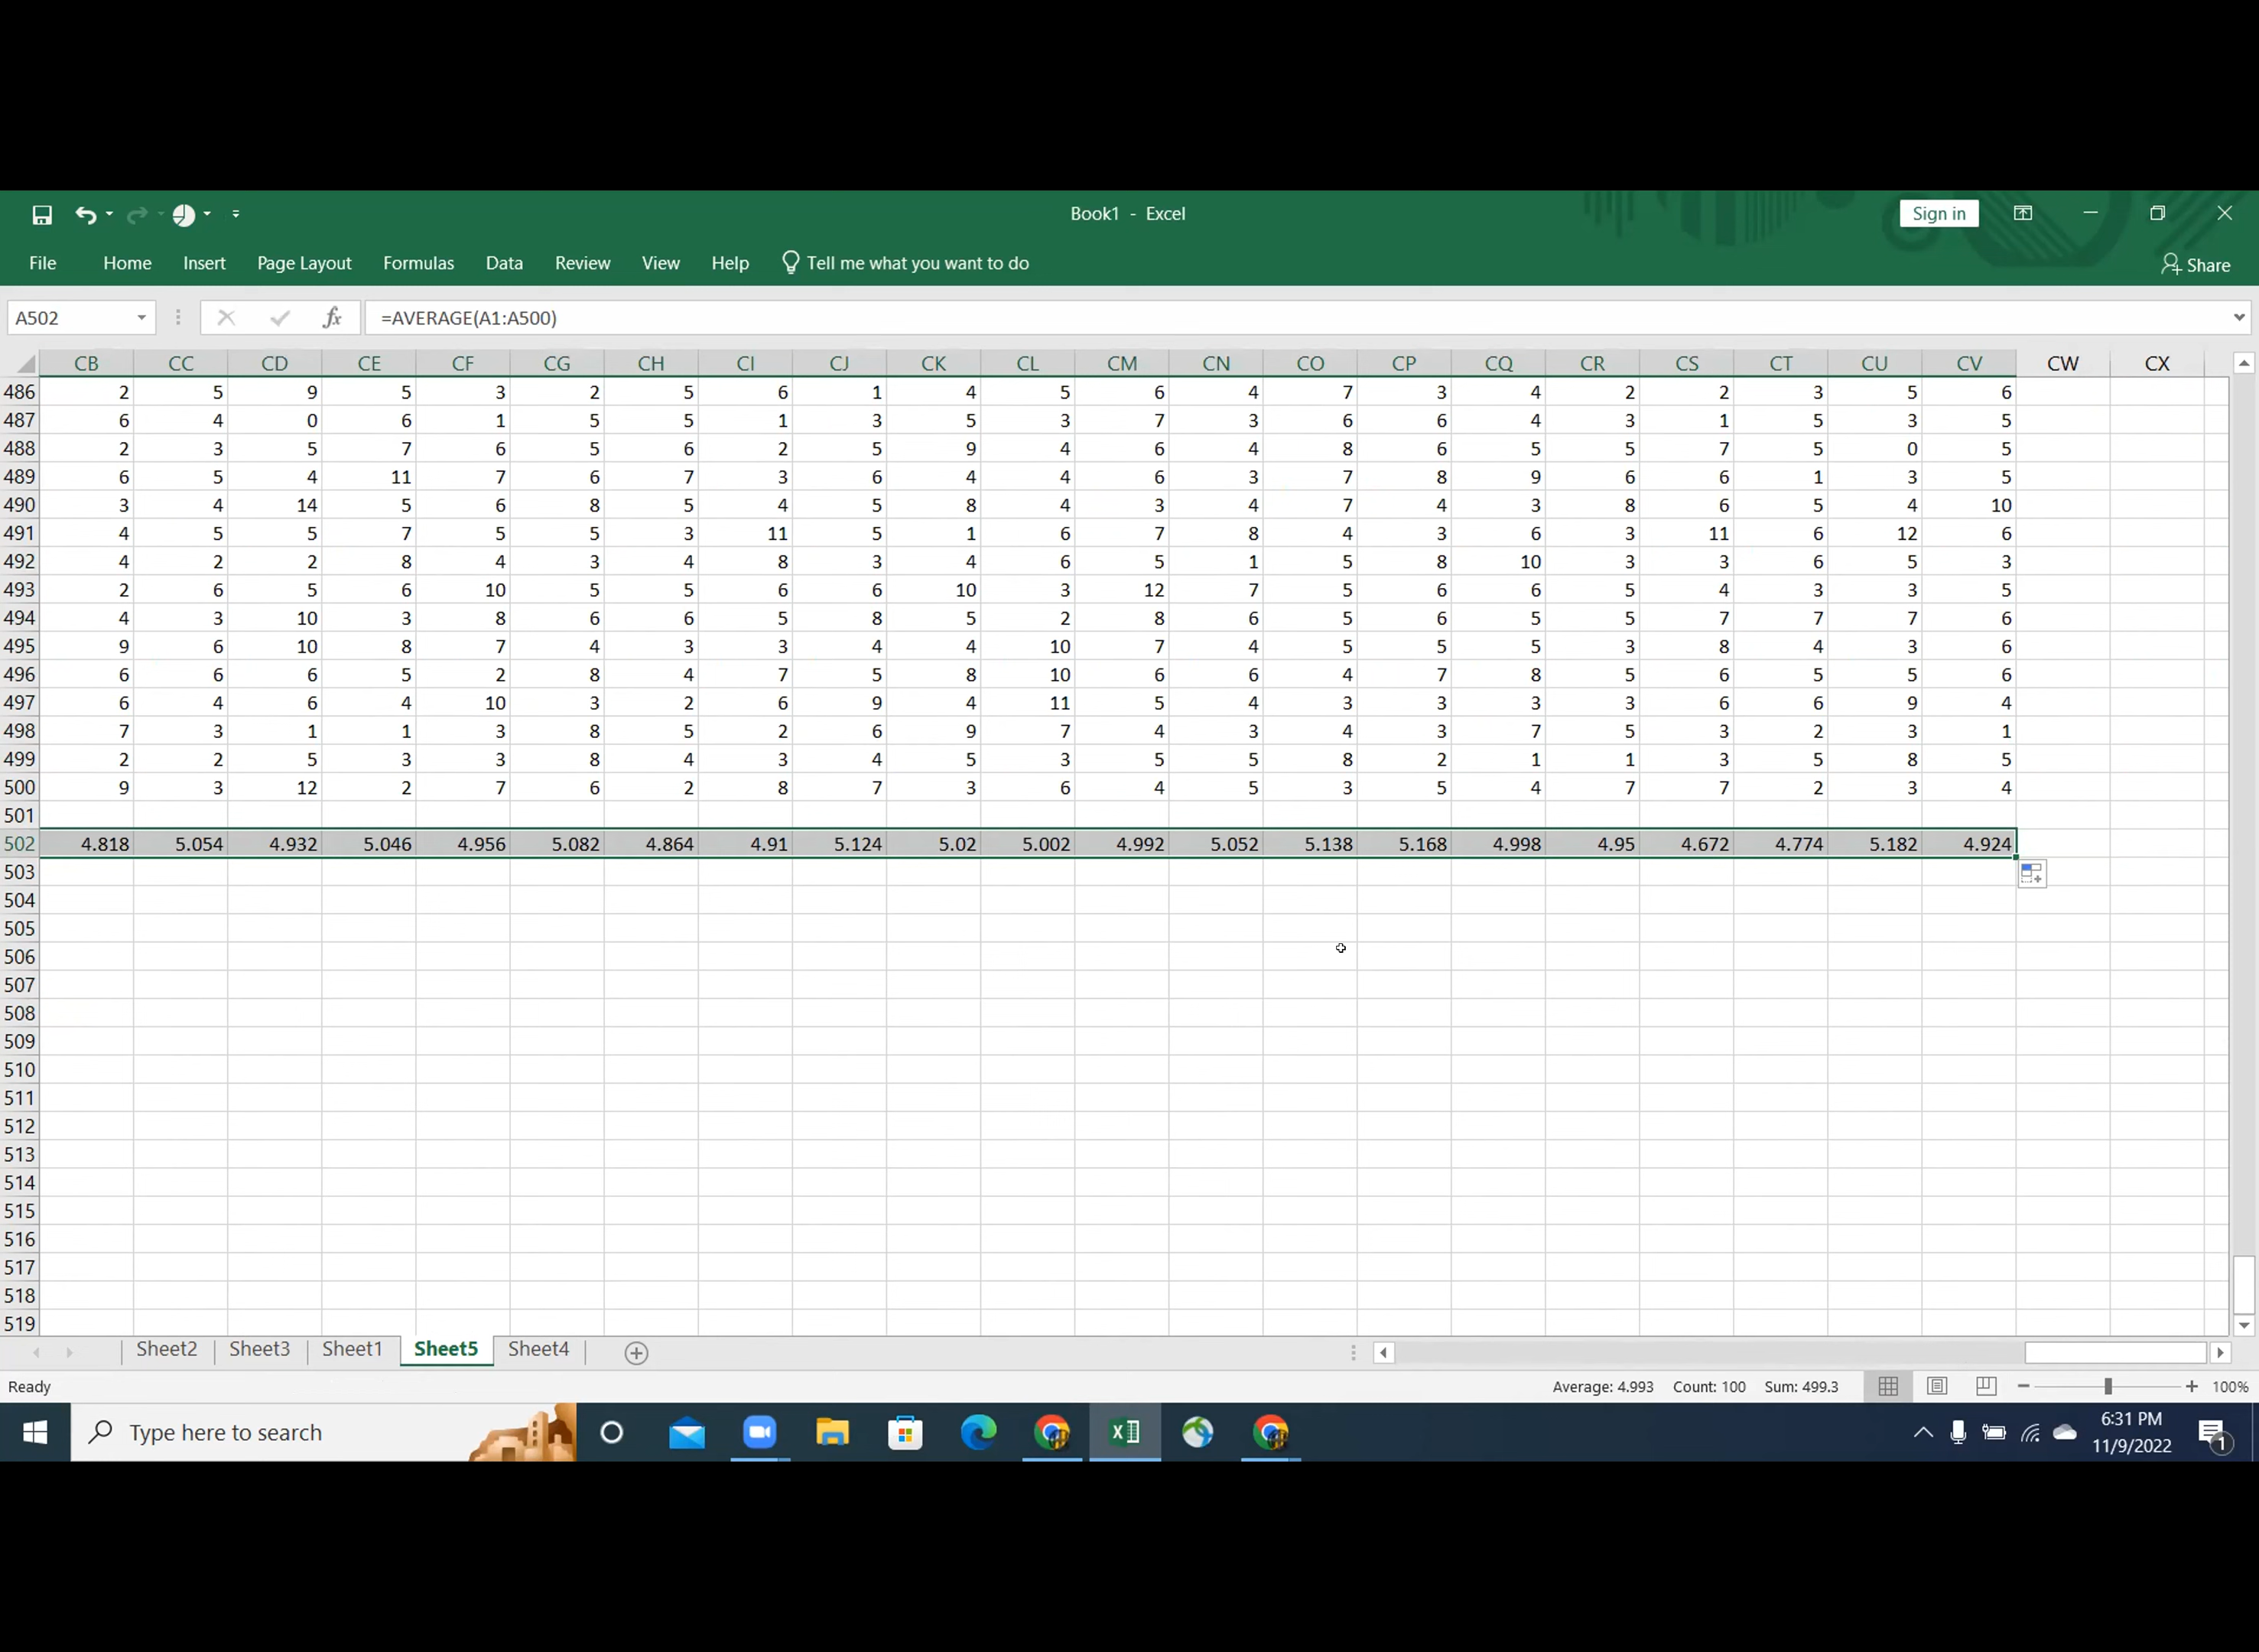 Book1 - Excel
Sign in
File Home Insert Page Layout Formulas Data Review View Help Tell me what you want to do Share
A502 fx =AVERAGE(A1:A500)
CB CC CD CE CF CG CH CI CJ CK CL CM CN CO CP CQ CR CS CT CU CV CW CX
486 2 5 9 5 3 2 5 6 1 4 5 6 4 7 3 4 2 2 3 5 6
487 6 4 0 6 1 5 5 1 3 5 3 7 3 6 6 4 3 1 5 3 5
488 2 3 5 7 6 5 6 2 5 9 4 6 4 8 6 5 5 7 5 0 5
489 6 5 4 11 7 6 7 3 6 4 4 6 3 7 8 9 6 6 1 3 5
490 3 4 14 5 6 8 5 4 5 8 4 3 4 7 4 3 8 6 5 4 10
491 4 5 5 7 5 5 3 11 5 1 6 7 8 4 3 6 3 11 6 12 6
492 4 2 2 8 4 3 4 8 3 4 6 5 1 5 8 10 3 3 6 5 3
493 2 6 5 6 10 5 5 6 6 10 3 12 7 5 6 6 5 4 3 3 5
494 4 3 10 3 8 6 6 5 8 5 2 8 6 5 6 5 5 7 7 7 6
495 9 6 10 8 7 4 3 3 4 4 10 7 4 5 5 5 3 8 4 3 6
496 6 6 6 5 2 8 4 7 5 8 10 6 6 4 7 8 5 6 5 5 6
497 6 4 6 4 10 3 2 6 9 4 11 5 4 3 3 3 3 6 6 9 4
498 7 3 1 1 3 8 5 2 6 9 7 4 3 4 3 7 5 3 2 3 1
499 2 2 5 3 3 8 4 3 4 5 3 5 5 8 2 1 1 3 5 8 5
500 9 3 12 2 7 6 2 8 7 3 6 4 5 3 5 4 7 7 2 3 4
501
502 4.818 5.054 4.932 5.046 4.956 5.082 4.864 4.91 5.124 5.02 5.002 4.992 5.052 5.138 5.168 4.998 4.95 4.672 4.774 5.182 4.924
503
504
505
506
507
508
509
510
511
512
513
514
515
516
517
518
519
Sheet2 Sheet3 Sheet1 Sheet5 Sheet4
Ready Average: 4.993 Count: 100 Sum: 499.3 100%
Type here to search
6:31 PM
11/9/2022
1